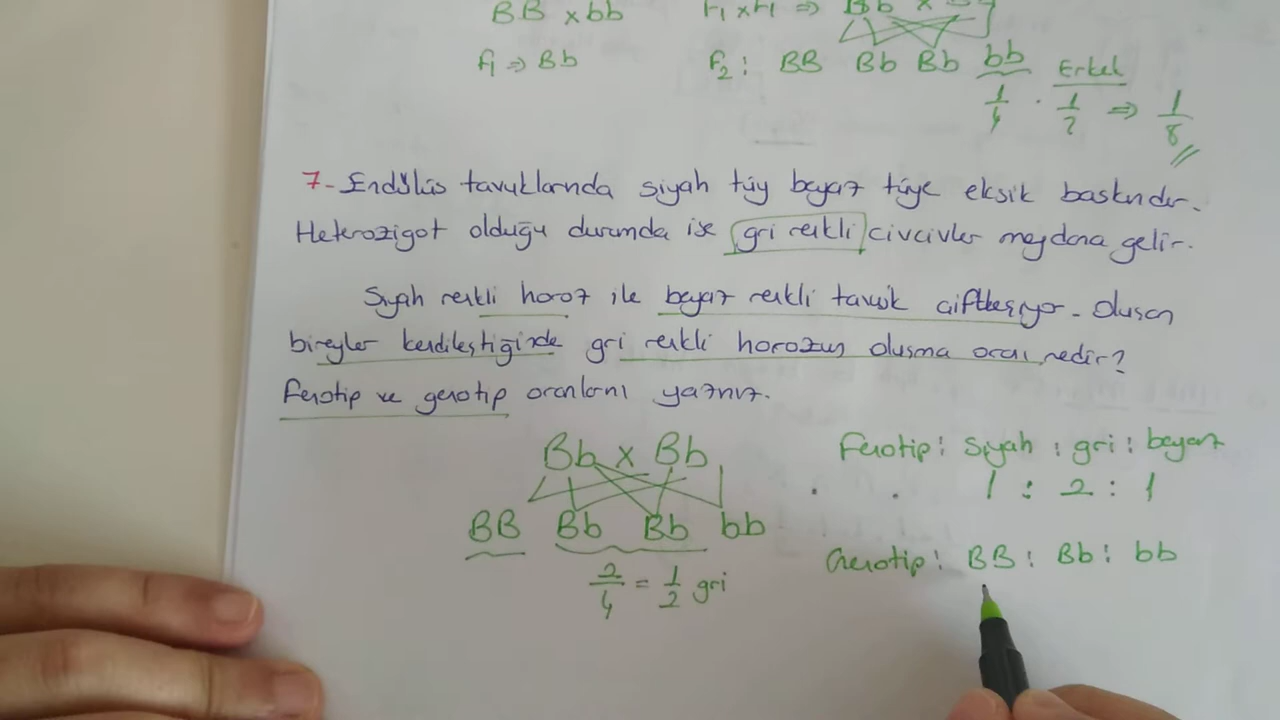 BB x bb F₁ x F₁ ⇒ Bb x
F₁ ⇒ Bb F₂ : BB Bb Bb bb Erkek
1/4 · 1/2 ⇒ 1/8
7- Endülüs tavuklarında siyah tüy beyaz tüye eksik baskındır.
Heterozigot olduğu durumda ise gri renkli civcivler meydana gelir.
Siyah renkli horoz ile beyaz renkli tavuk çiftleşiyor. Oluşan
bireyler kendileştiğinde gri renkli horozun oluşma oranı nedir?
Fenotip ve genotip oranlarını yazınız.
Bb x Bb
BB Bb Bb bb
2/4 = 1/2 gri
Fenotip : Siyah : gri : beyaz
1 : 2 : 1
Genotip : BB : Bb : bb